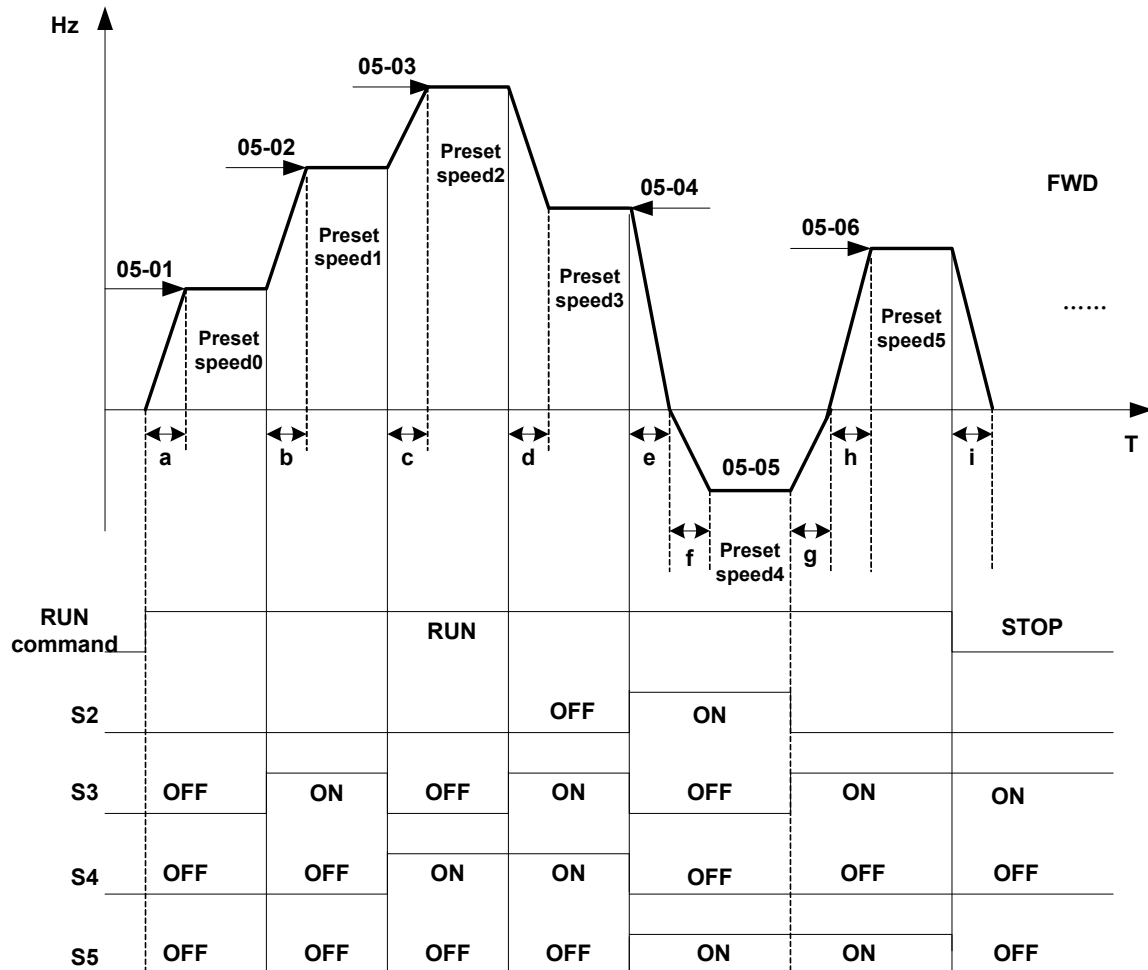 Hz
05-03
05-02
Preset
speed2
05-04
FWD
05-06
Preset
speed1
05-01
Preset
speed3
......
Preset
speed5
Preset
speed0
T
a
b
c
d
e
05-05
h
i
f
Preset
speed4
g
RUN
command
RUN
STOP
S2
OFF
ON
S3
OFF
ON
OFF
ON
OFF
ON
ON
S4
OFF
OFF
ON
ON
OFF
OFF
OFF
S5
OFF
OFF
OFF
OFF
ON
ON
OFF